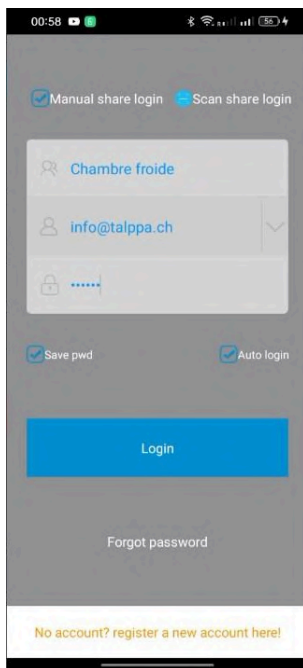 00:58 56
Manual share login Scan share login
Chambre froide
info@talppa.ch
••••••
Save pwd Auto login
Login
Forgot password
No account? register a new account here!